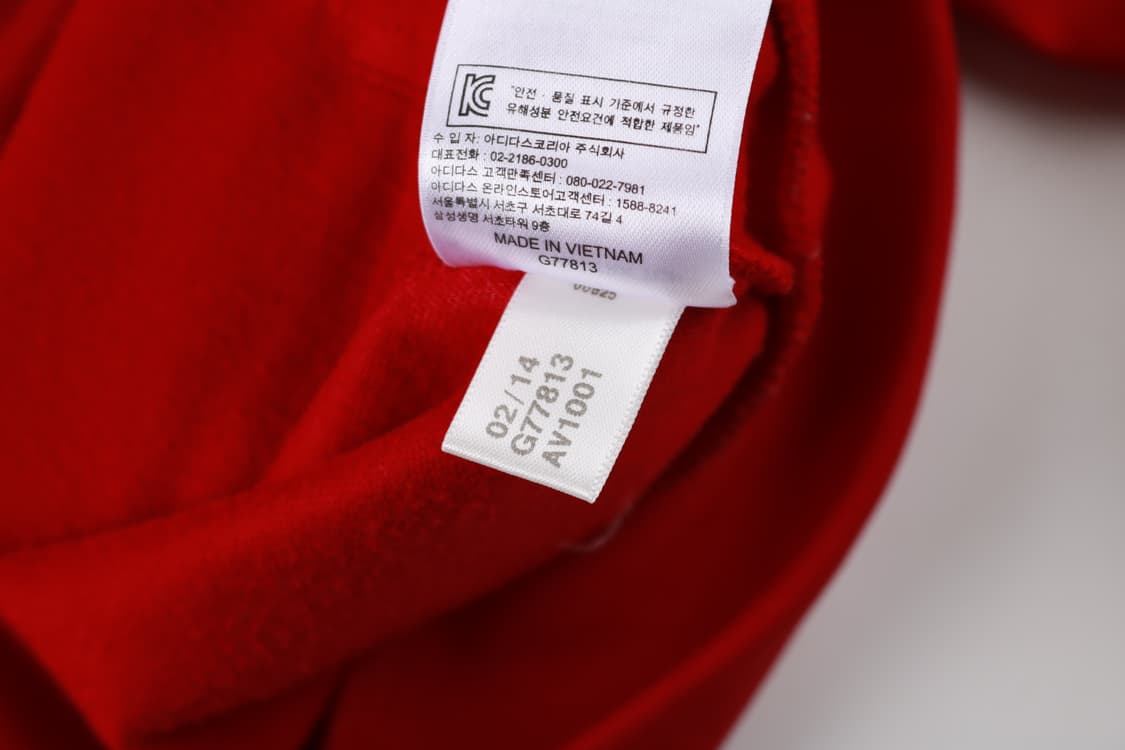 KC
"안전 · 품질 표시 기준에서 규정한
유해성분 안전요건에 적합한 제품임"
수 입 자: 아디다스코리아 주식회사
대표전화 : 02-2186-0300
아디다스 고객만족센터 : 080-022-7981
아디다스 온라인스토어고객센터 : 1588-8241
서울특별시 서초구 서초대로 74길 4
삼성생명 서초타워 9층
MADE IN VIETNAM
G77813
02/14
G77813
AV1001